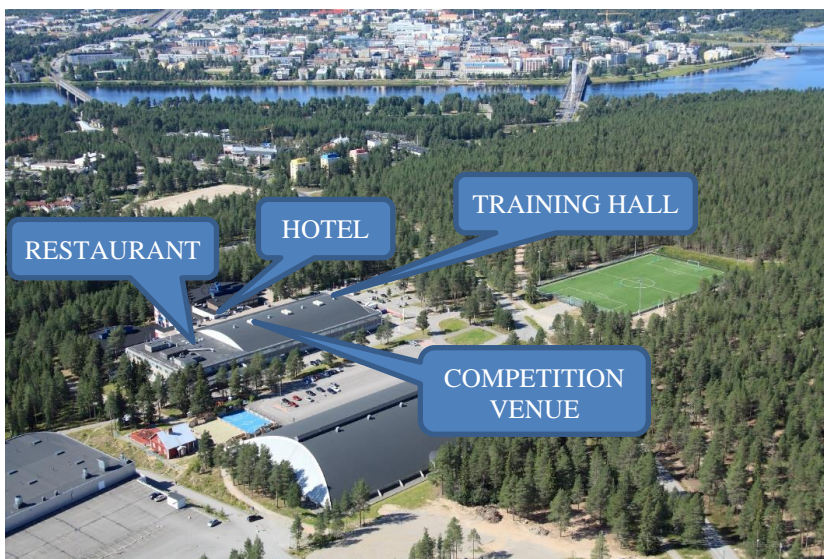 TRAINING HALL
HOTEL
RESTAURANT
COMPETITION
VENUE